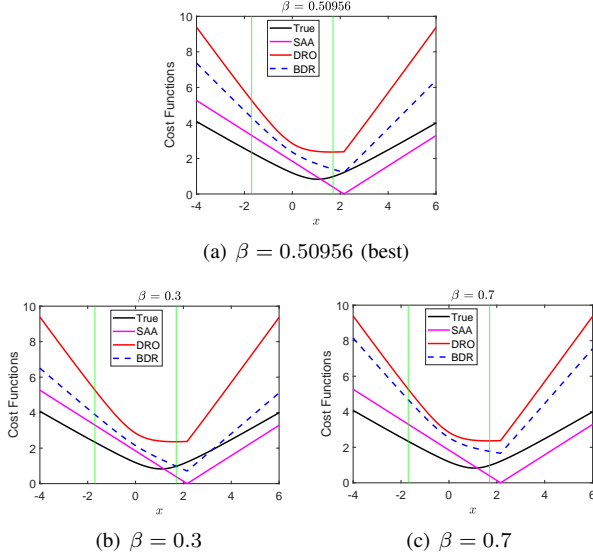 β = 0.50956
10
8
6
4
2
0
Cost Functions
True
SAA
DRO
BDR
-4 -2 0 2 4 6
x
(a) β = 0.50956 (best)
β = 0.3
10
8
6
4
2
0
Cost Functions
True
SAA
DRO
BDR
-4 -2 0 2 4 6
x
(b) β = 0.3
β = 0.7
10
8
6
4
2
0
Cost Functions
True
SAA
DRO
BDR
-4 -2 0 2 4 6
x
(c) β = 0.7